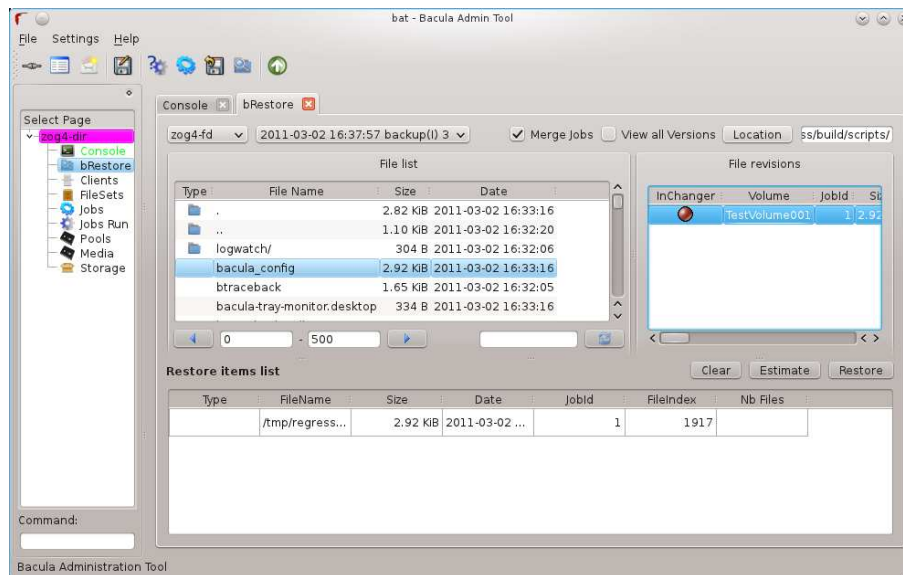 bat - Bacula Admin Tool
File Settings Help
Select Page
zog4-dir
Console
bRestore
Clients
FileSets
Jobs
Jobs Run
Pools
Media
Storage
Command:
Console bRestore
zog4-fd 2011-03-02 16:37:57 backup(I) 3 Merge Jobs View all Versions Location ss/build/scripts/
File list
Type File Name Size Date
. 2.82 KiB 2011-03-02 16:33:16
.. 1.10 KiB 2011-03-02 16:32:20
logwatch/ 304 B 2011-03-02 16:32:06
bacula_config 2.92 KiB 2011-03-02 16:33:16
btraceback 1.65 KiB 2011-03-02 16:32:05
bacula-tray-monitor.desktop 334 B 2011-03-02 16:33:16
0 - 500
File revisions
InChanger Volume JobId
TestVolume001 1 2.92
Restore items list Clear Estimate Restore
Type FileName Size Date JobId FileIndex Nb Files
/tmp/regress... 2.92 KiB 2011-03-02 ... 1 1917
Bacula Administration Tool